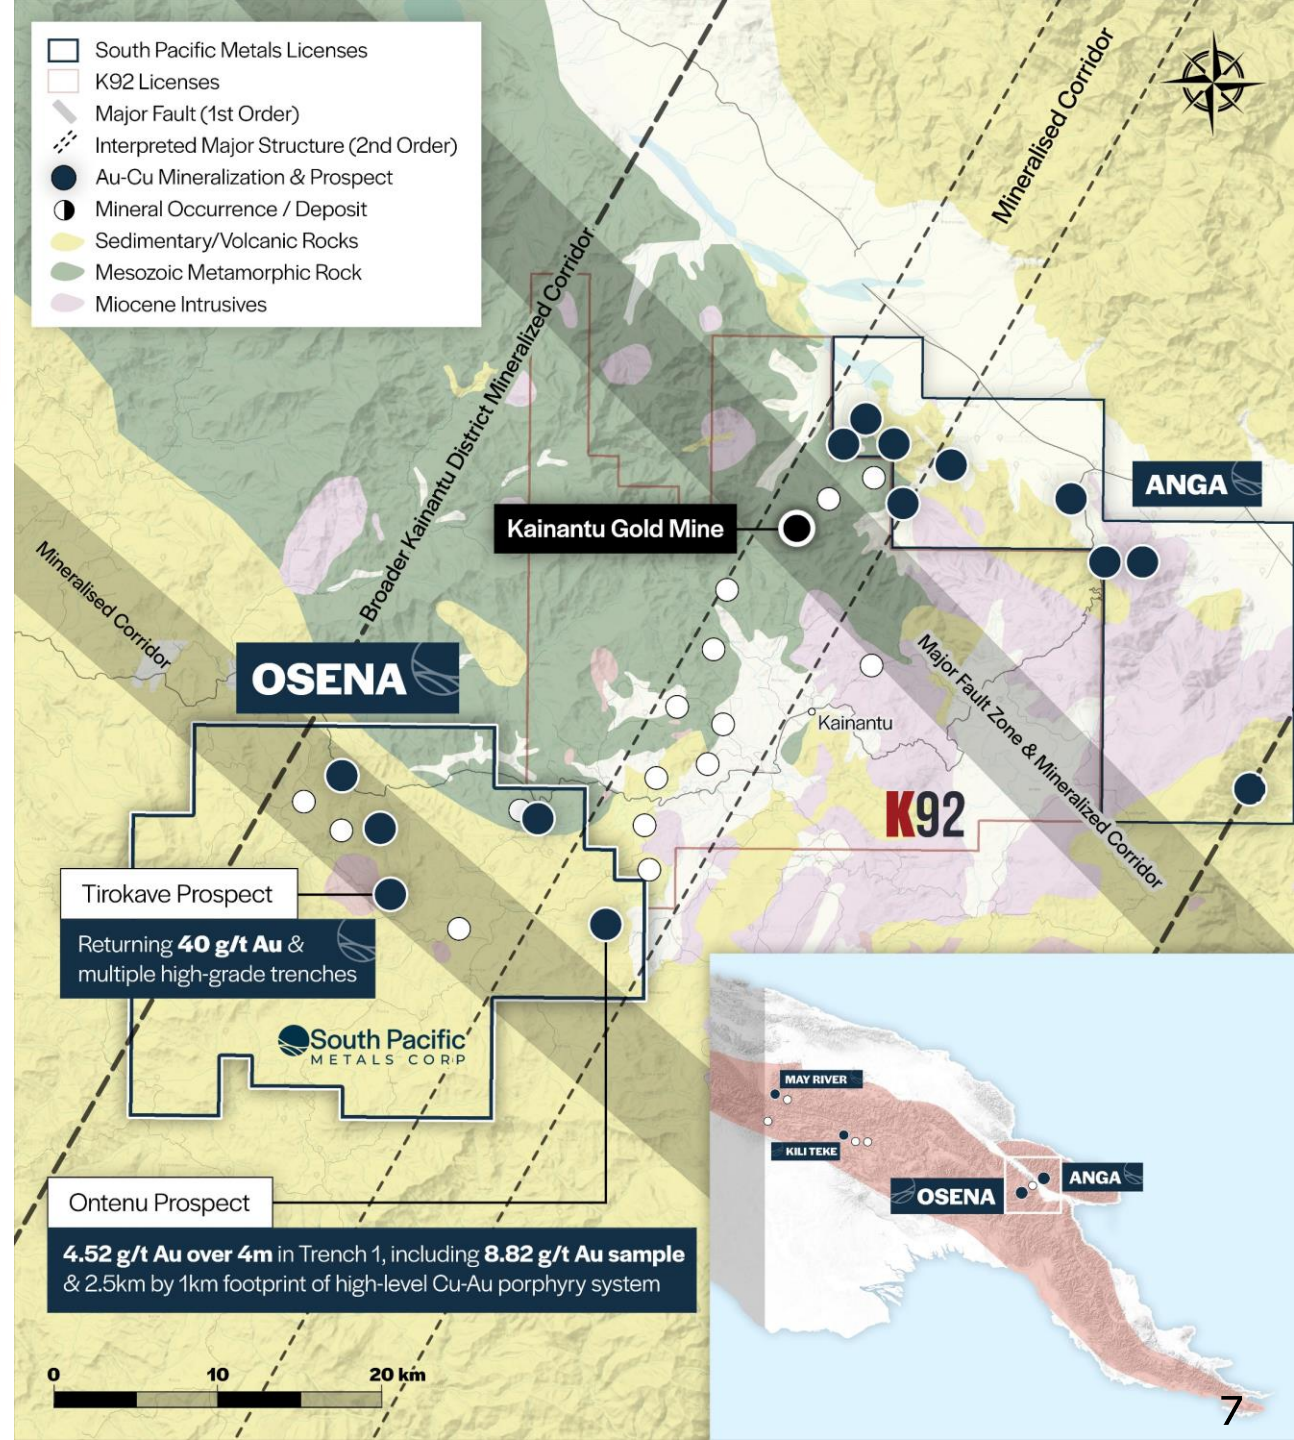 South Pacific Metals Licenses
K92 Licenses
Major Fault (1st Order)
Interpreted Major Structure (2nd Order)
Au-Cu Mineralization & Prospect
Mineral Occurrence / Deposit
Sedimentary/Volcanic Rocks
Mesozoic Metamorphic Rock
Miocene Intrusives
Mineralised Corridor
Broader Kainantu District Mineralized Corridor
ANGA
Kainantu Gold Mine
Mineralised Corridor
OSENA
Major Fault Zone & Mineralized Corridor
Kainantu
K92
Tirokave Prospect
Returning 40 g/t Au &
multiple high-grade trenches
South Pacific
METALS CORP
Ontenu Prospect
4.52 g/t Au over 4m in Trench 1, including 8.82 g/t Au sample
& 2.5km by 1km footprint of high-level Cu-Au porphyry system
MAY RIVER
KILI TEKE
OSENA
ANGA
0 10 20 km
7